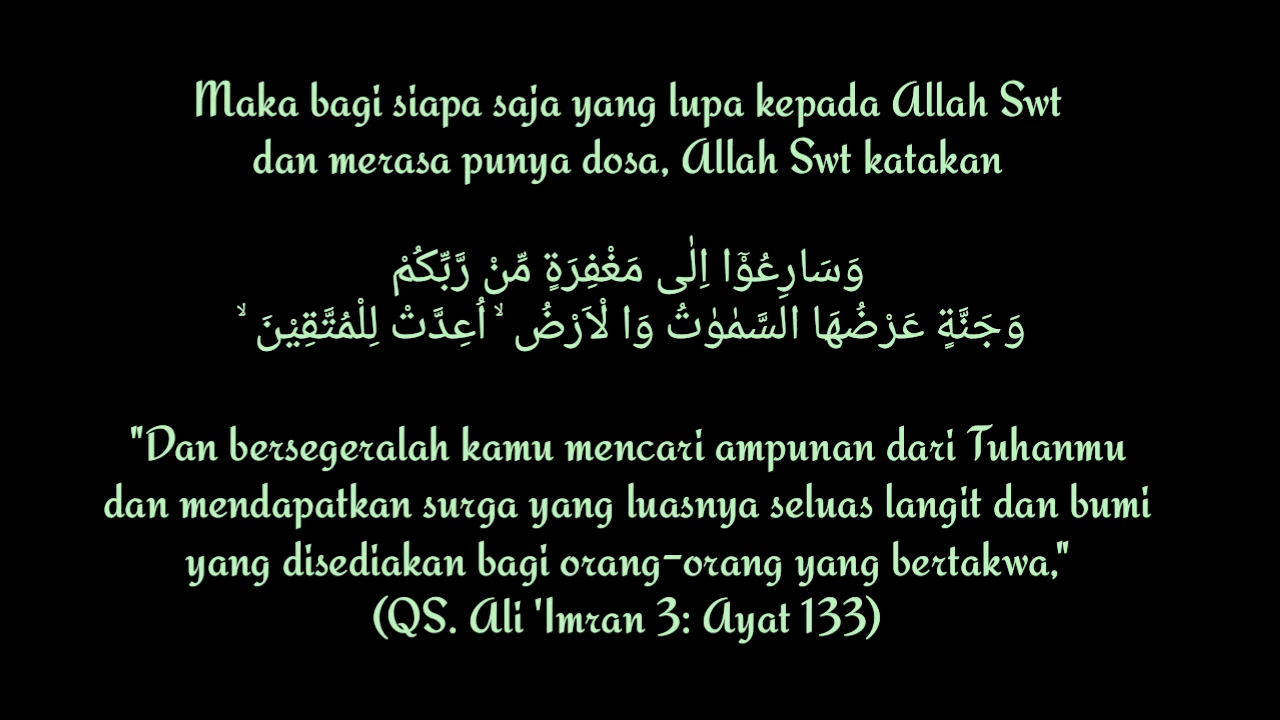 Maka bagi siapa saja yang lupa kepada Allah Swt
dan merasa punya dosa, Allah Swt katakan
وَسَارِعُوْۤا اِلٰى مَغْفِرَةٍ مِّنْ رَّبِّكُمْ
وَجَنَّةٍ عَرْضُهَا السَّمٰوٰتُ وَا لْاَرْضُ ۙ اُعِدَّتْ لِلْمُتَّقِيْنَ ۙ
"Dan bersegeralah kamu mencari ampunan dari Tuhanmu
dan mendapatkan surga yang luasnya seluas langit dan bumi
yang disediakan bagi orang-orang yang bertakwa,"
(QS. Ali 'Imran 3: Ayat 133)